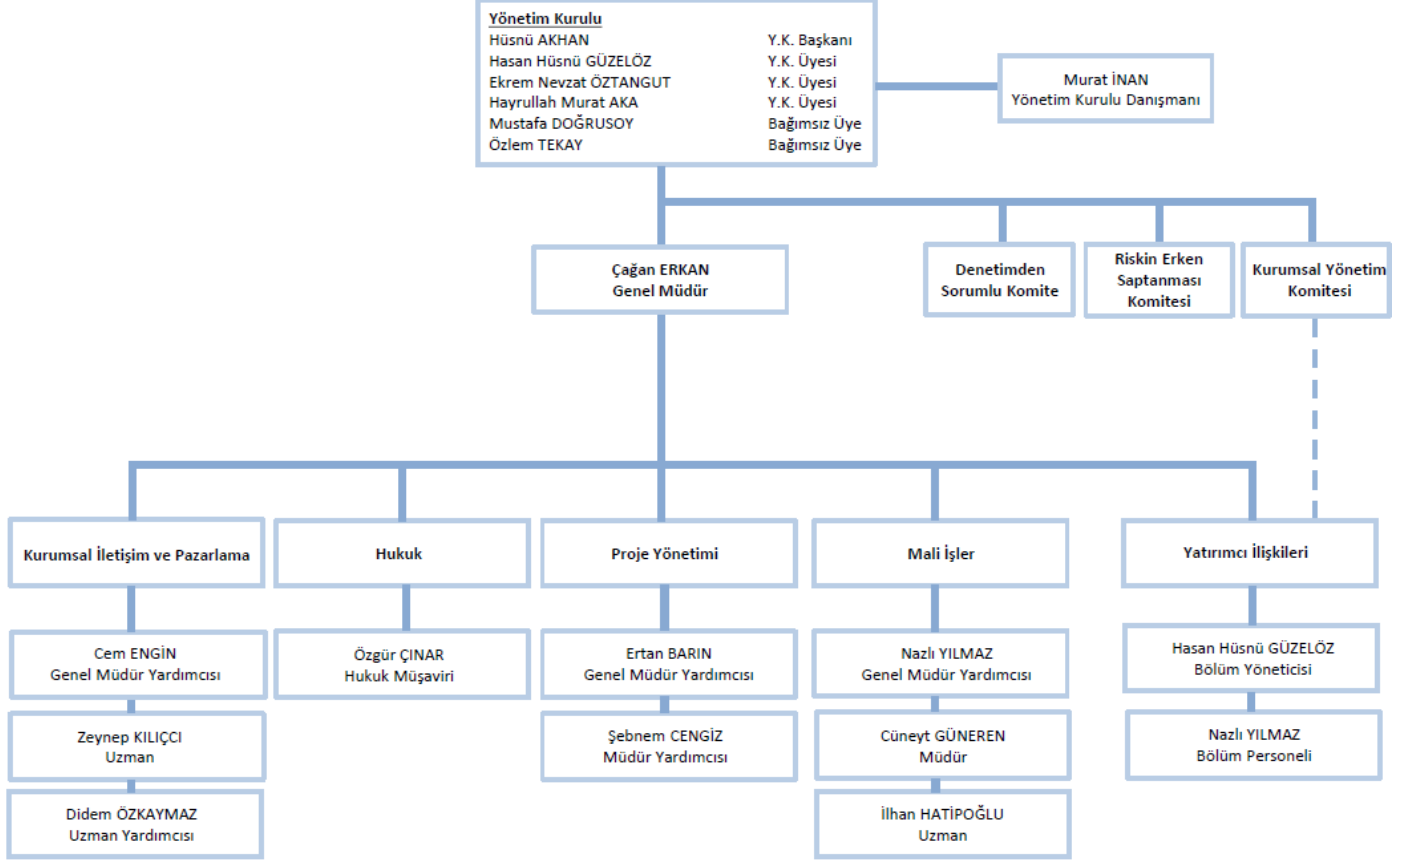 Yönetim Kurulu
Hüsnü AKHAN Y.K. Başkanı
Hasan Hüsnü GÜZELÖZ Y.K. Üyesi
Ekrem Nevzat ÖZTANGUT Y.K. Üyesi
Hayrullah Murat AKA Y.K. Üyesi
Mustafa DOĞRUSOY Bağımsız Üye
Özlem TEKAY Bağımsız Üye
Murat İNAN
Yönetim Kurulu Danışmanı
Çağan ERKAN
Genel Müdür
Denetimden
Sorumlu Komite
Riskin Erken
Saptanması
Komitesi
Kurumsal Yönetim
Komitesi
Kurumsal İletişim ve Pazarlama
Hukuk
Proje Yönetimi
Mali İşler
Yatırımcı İlişkileri
Cem ENGİN
Genel Müdür Yardımcısı
Özgür ÇINAR
Hukuk Müşaviri
Ertan BARIN
Genel Müdür Yardımcısı
Nazlı YILMAZ
Genel Müdür Yardımcısı
Hasan Hüsnü GÜZELÖZ
Bölüm Yöneticisi
Zeynep KILIÇCI
Uzman
Şebnem CENGİZ
Müdür Yardımcısı
Cüneyt GÜNEREN
Müdür
Nazlı YILMAZ
Bölüm Personeli
Didem ÖZKAYMAZ
Uzman Yardımcısı
İlhan HATİPOĞLU
Uzman